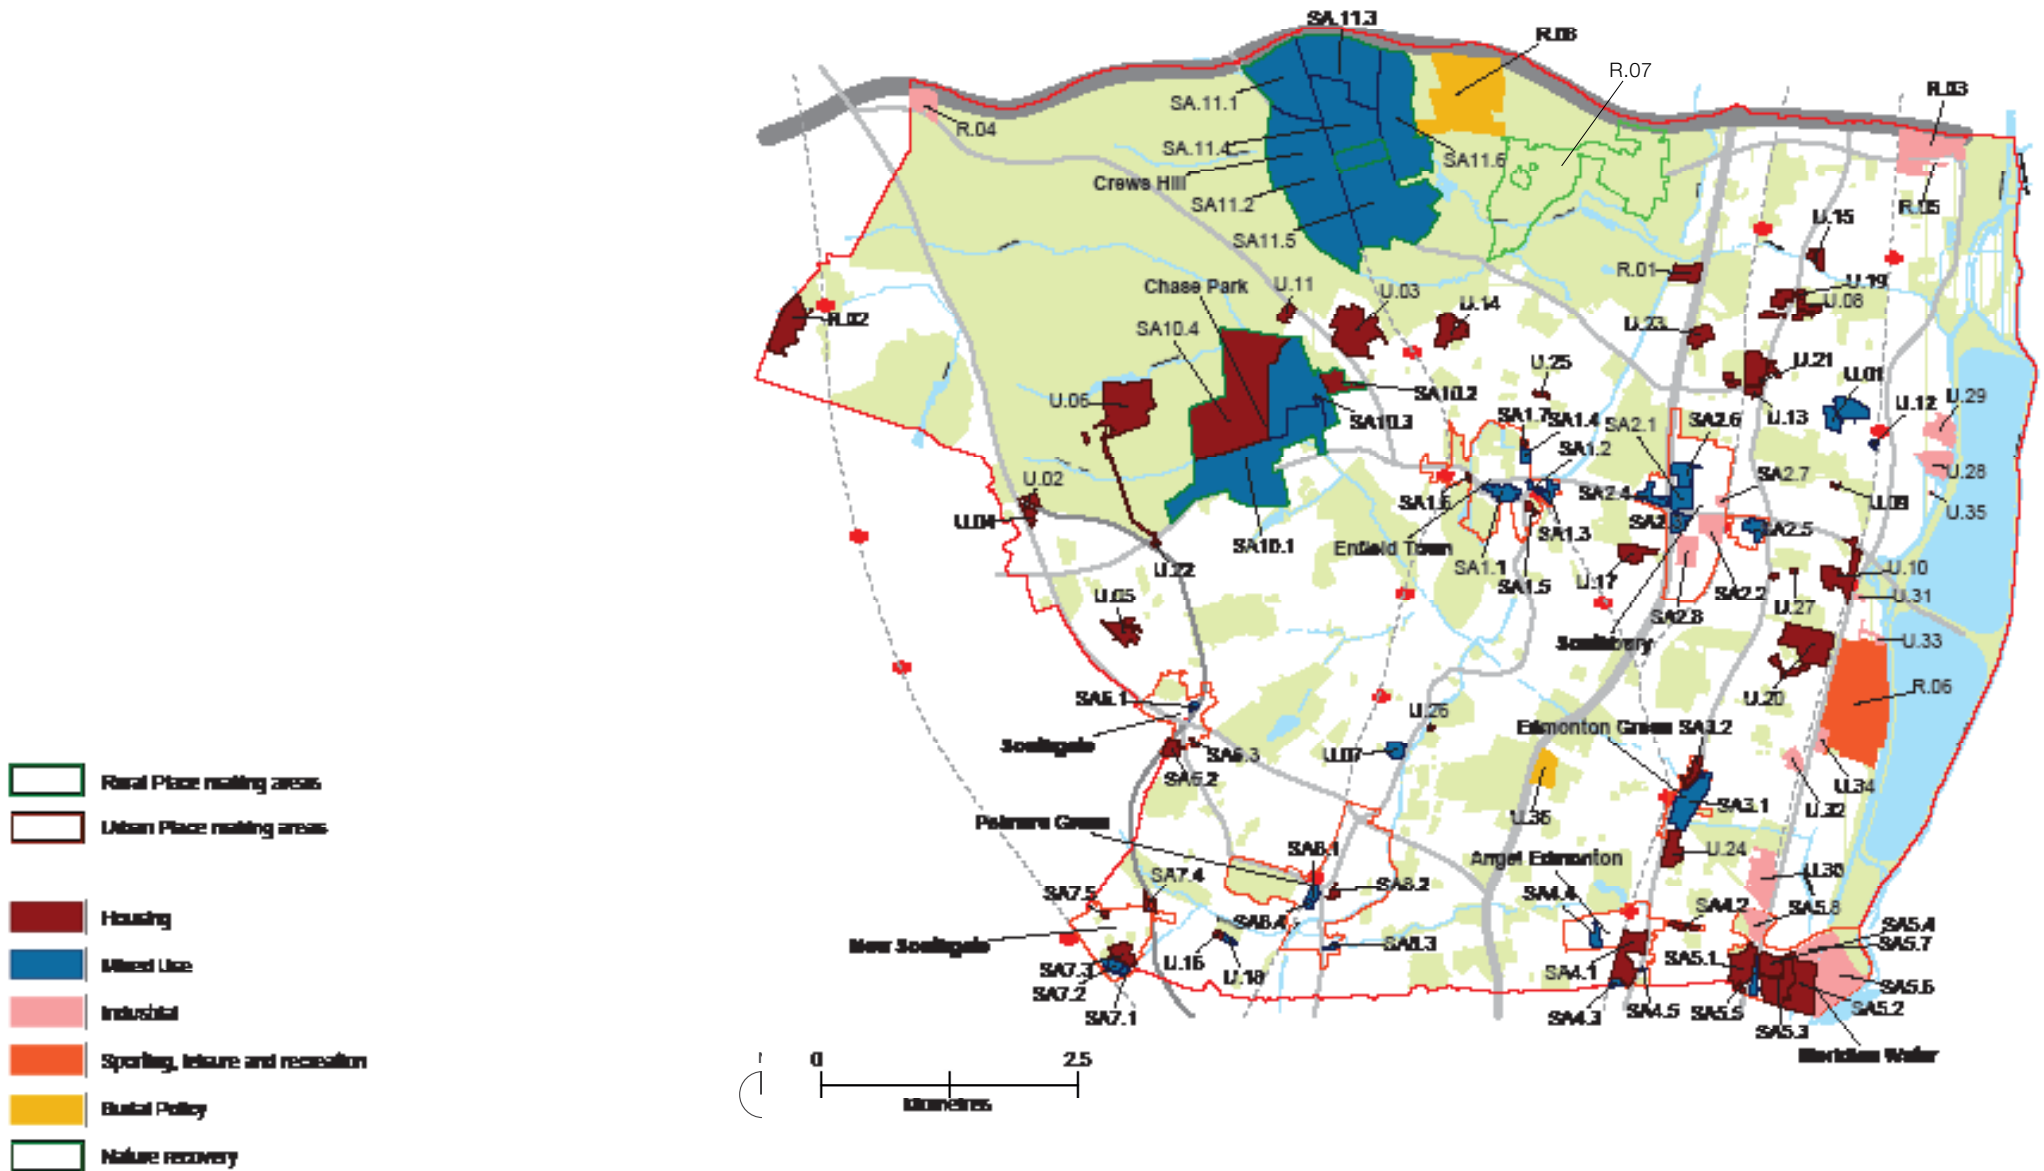 SA.11.3
R.08
R.07
R.03
SA.11.1
R.04
SA.11.4
SA11.6
Crews Hill
SA11.2
R.05
U.15
SA11.5
R.01
Chase Park
U.11
U.03
U.19
U.08
U.14
R.02
SA10.4
U.23
U.25
U.21
U.01
SA10.2
U.29
U.06
U.12
SA10.3
SA1.7
SA1.4
SA2.1
SA2.6
U.13
SA1.2
U.28
U.02
SA2.7
SA1.6
SA2.4
U.09
U.04
SA2
U.35
SA10.1
Enfield Town
SA1.3
SA2.5
U.22
SA1.1
SA1.5
U.17
U.10
SA2.2
U.31
U.05
SA2.8
U.27
Southbury
U.33
SA5.1
R.06
U.20
U.26
Southgate
SA5.3
U.07
Edmonton Green
SA3.2
SA5.2
U.34
Rural Place making areas
SA3.1
U.32
Urban Place making areas
Palmers Green
U.36
SA6.1
Angel Edmonton
U.24
SA7.4
SA6.2
U.30
SA7.5
SA4.4
SA4.2
SA5.8
Housing
SA6.4
SA5.4
New Southgate
SA6.3
SA5.7
Mixed Use
SA7.3
U.16
U.18
SA4.1
SA5.1
SA7.2
SA5.6
Industrial
SA7.1
SA4.3
SA4.5
SA5.5
SA5.2
SA5.3
Meridian Water
Sporting, leisure and recreation
0
2.5
Kilometres
Burial Policy
Nature recovery